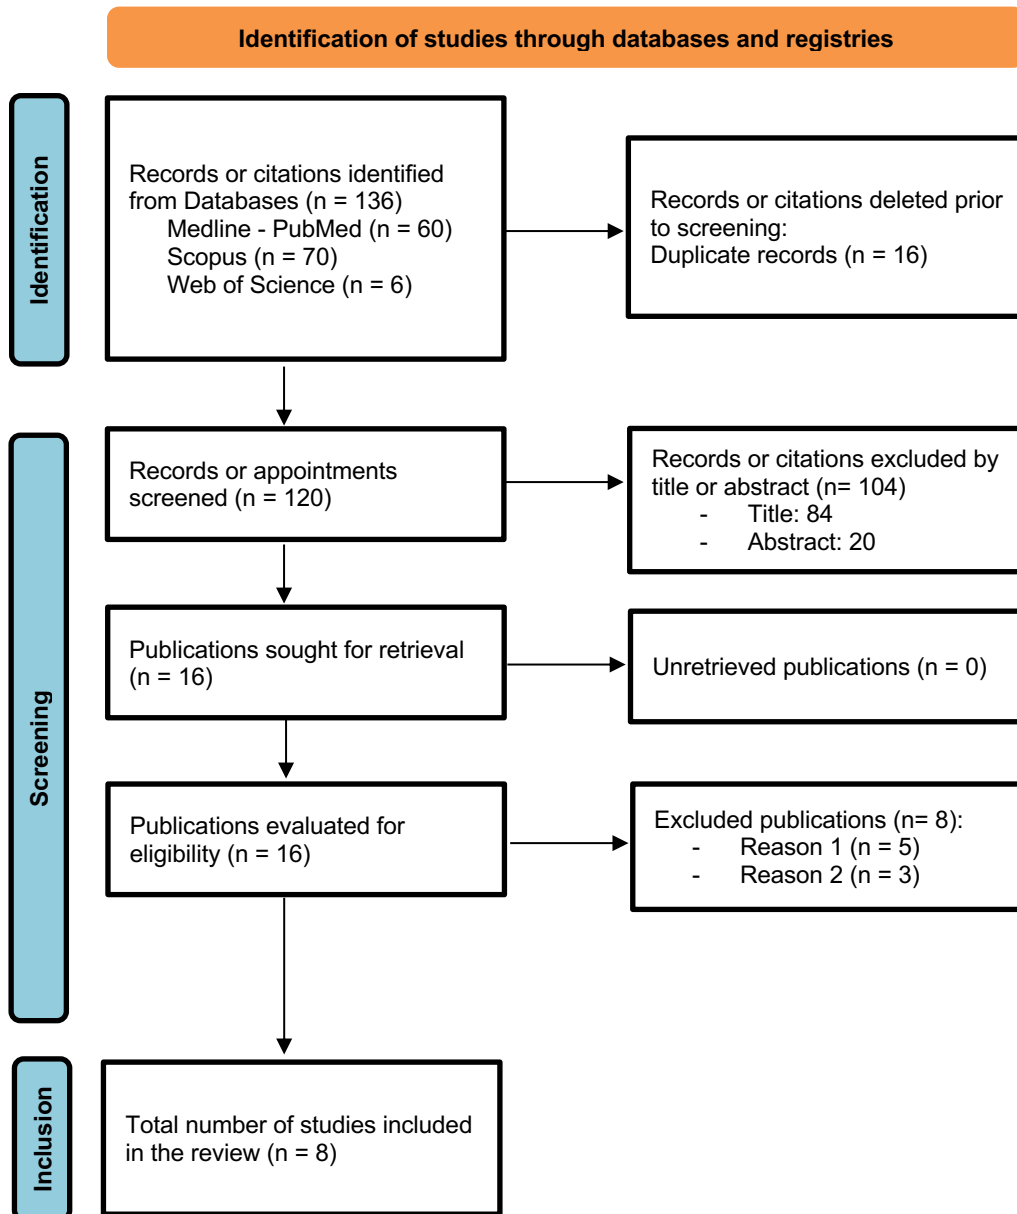 Identification of studies through databases and registries
Identification
Records or citations identified
from Databases (n = 136)
Medline - PubMed (n = 60)
Scopus (n = 70)
Web of Science (n = 6)
Records or citations deleted prior
to screening:
Duplicate records (n = 16)
Screening
Records or appointments
screened (n = 120)
Records or citations excluded by
title or abstract (n= 104)
- Title: 84
- Abstract: 20
Publications sought for retrieval
(n = 16)
Unretrieved publications (n = 0)
Publications evaluated for
eligibility (n = 16)
Excluded publications (n= 8):
- Reason 1 (n = 5)
- Reason 2 (n = 3)
Inclusion
Total number of studies included
in the review (n = 8)